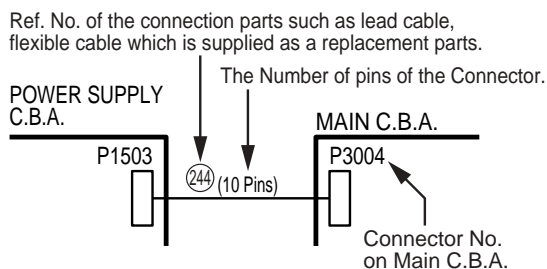 Ref. No. of the connection parts such as lead cable,
flexible cable which is supplied as a replacement parts.
The Number of pins of the Connector.
POWER SUPPLY
C.B.A.
MAIN C.B.A.
P1503
244 (10 Pins)
P3004
Connector No.
on Main C.B.A.